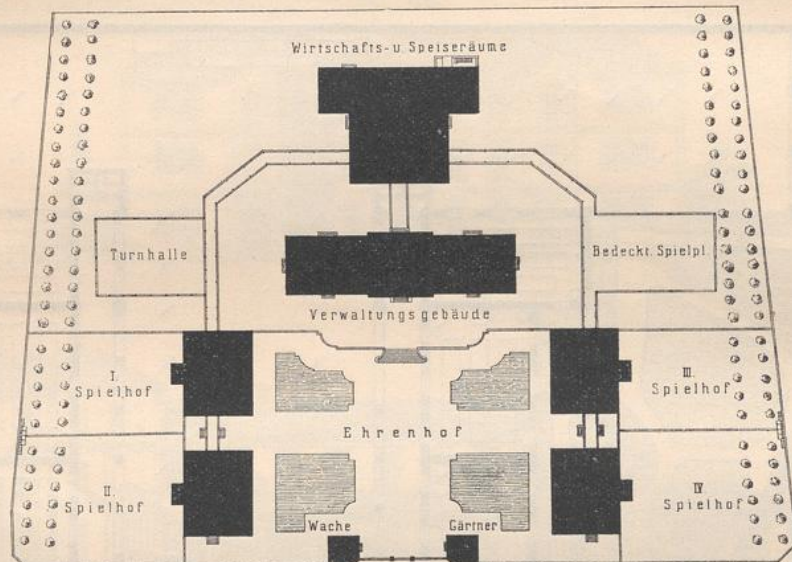 Wirtschafts- u. Speiseräume
Turnhalle
Bedeckt. Spielpl.
Verwaltungsgebäude
I.
Spielhof
III.
Spielhof
Ehrenhof
II.
Spielhof
IV
Spielhof
Wache
Gärtner